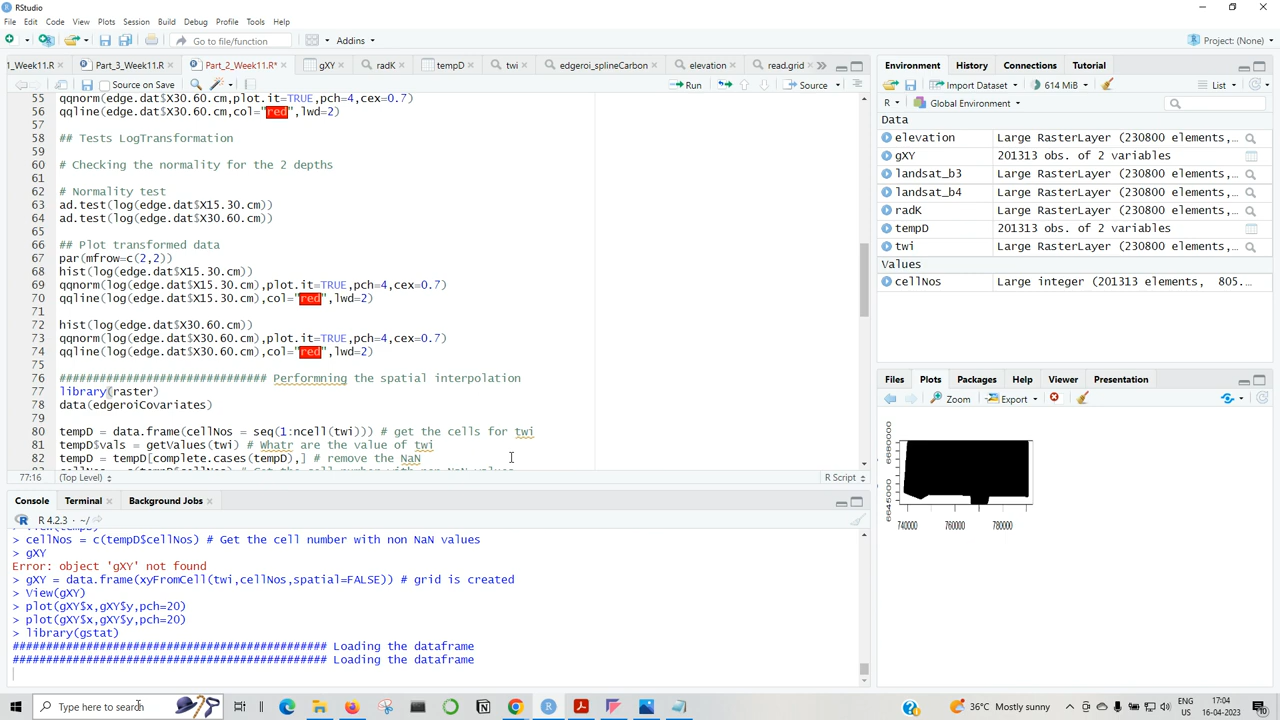 RStudio
File Edit Code View Plots Session Build Debug Profile Tools Help
Go to file/function
Addins
Project: (None)
1_Week11.R
Part_3_Week11.R
Part_2_Week11.R*
gXY
radK
tempD
twi
edgeroi_splineCarbon
elevation
read.grid
Source on Save
Run
Source
55 qqnorm(edge.dat$X30.60.cm,plot.it=TRUE,pch=4,cex=0.7)
56 qqline(edge.dat$X30.60.cm,col="red",lwd=2)
57
58 ## Tests LogTransformation
59
60 # Checking the normality for the 2 depths
61
62 # Normality test
63 ad.test(log(edge.dat$X15.30.cm))
64 ad.test(log(edge.dat$X30.60.cm))
65
66 ## Plot transformed data
67 par(mfrow=c(2,2))
68 hist(log(edge.dat$X15.30.cm))
69 qqnorm(log(edge.dat$X15.30.cm),plot.it=TRUE,pch=4,cex=0.7)
70 qqline(log(edge.dat$X15.30.cm),col="red",lwd=2)
71
72 hist(log(edge.dat$X30.60.cm))
73 qqnorm(log(edge.dat$X30.60.cm),plot.it=TRUE,pch=4,cex=0.7)
74 qqline(log(edge.dat$X30.60.cm),col="red",lwd=2)
75
76 ############################### Performning the spatial interpolation
77 library(raster)
78 data(edgeroiCovariates)
79
80 tempD = data.frame(cellNos = seq(1:ncell(twi))) # get the cells for twi
81 tempD$vals = getValues(twi) # Whatr are the value of twi
82 tempD = tempD[complete.cases(tempD),] # remove the NaN
77:16 (Top Level) R Script
Console Terminal Background Jobs
R 4.2.3 · ~/
> cellNos = c(tempD$cellNos) # Get the cell number with non NaN values
> gXY
Error: object 'gXY' not found
> gXY = data.frame(xyFromCell(twi,cellNos,spatial=FALSE)) # grid is created
> View(gXY)
> plot(gXY$x,gXY$y,pch=20)
> plot(gXY$x,gXY$y,pch=20)
> library(gstat)
############################################### Loading the dataframe
############################################### Loading the dataframe
Environment History Connections Tutorial
Import Dataset 614 MiB List
R Global Environment
Data
elevation Large RasterLayer (230800 elements,…
gXY 201313 obs. of 2 variables
landsat_b3 Large RasterLayer (230800 elements,…
landsat_b4 Large RasterLayer (230800 elements,…
radK Large RasterLayer (230800 elements,…
tempD 201313 obs. of 2 variables
twi Large RasterLayer (230800 elements,…
Values
cellNos Large integer (201313 elements, 805.…
Files Plots Packages Help Viewer Presentation
Zoom Export
6645000 6680000
740000 760000 780000
Type here to search
36°C Mostly sunny
ENG
US
17:04
16-04-2023